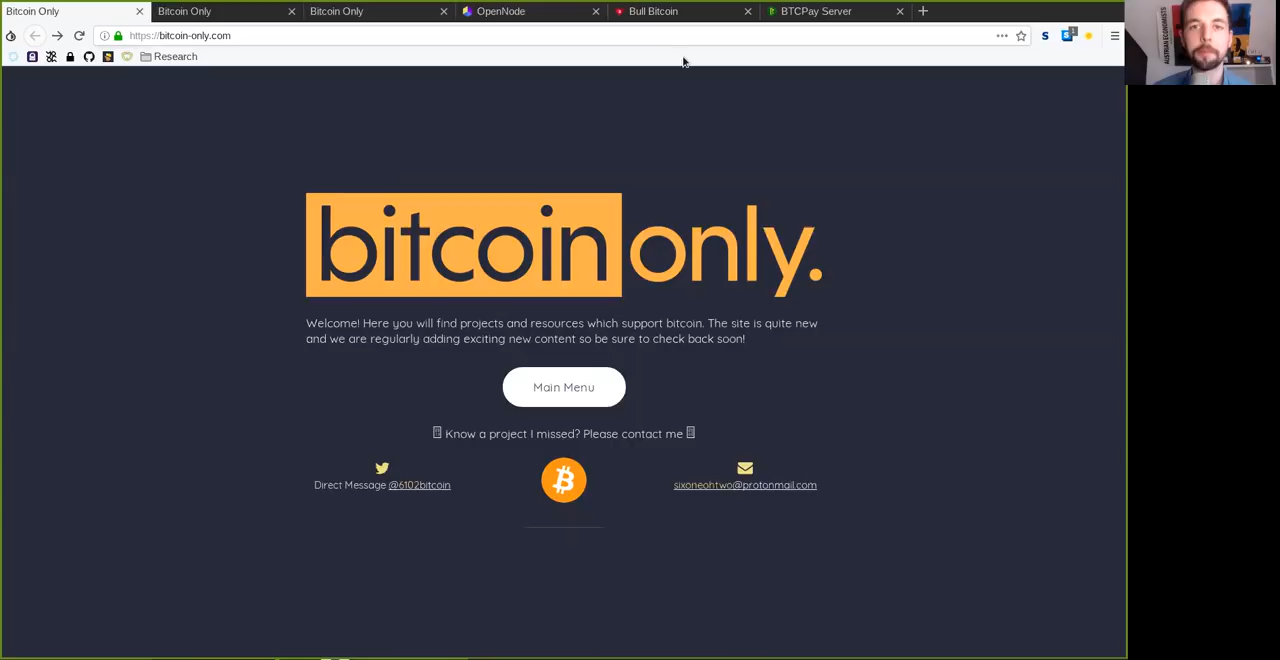 Bitcoin Only
Bitcoin Only
Bitcoin Only
OpenNode
Bull Bitcoin
BTCPay Server
https://bitcoin-only.com
S
1
Research
AUSTRIAN ECONOMISTS
bitcoin only.
Welcome! Here you will find projects and resources which support bitcoin. The site is quite new
and we are regularly adding exciting new content so be sure to check back soon!
Main Menu
Know a project I missed? Please contact me
Direct Message @6102bitcoin
sixoneohtwo@protonmail.com